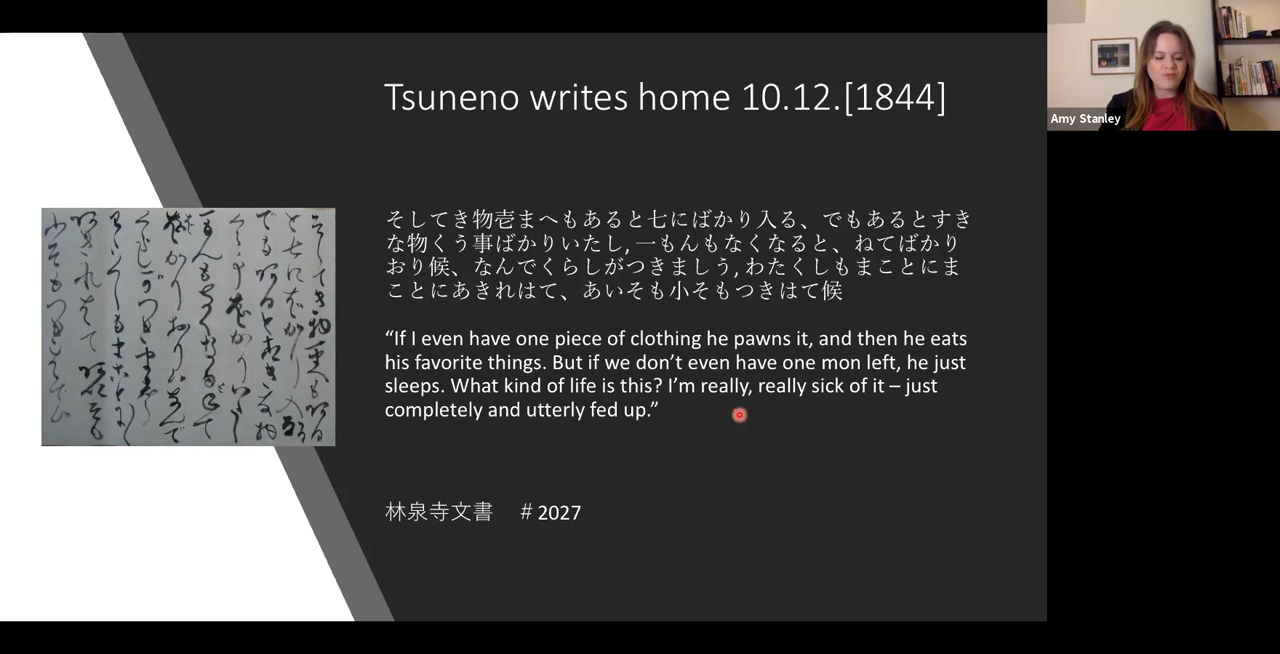 Tsuneno writes home 10.12.[1844]
Amy Stanley
そしてき物壱まへもあると七にばかり入る、でもあるとすき
な物くう事ばかりいたし, 一もんもなくなると、ねてばかり
おり候、なんでくらしがつきましう, わたくしもまことにま
ことにあきれはて、あいそも小そもつきはて候
“If I even have one piece of clothing he pawns it, and then he eats
his favorite things. But if we don’t even have one mon left, he just
sleeps. What kind of life is this? I’m really, really sick of it – just
completely and utterly fed up.”
林泉寺文書 # 2027